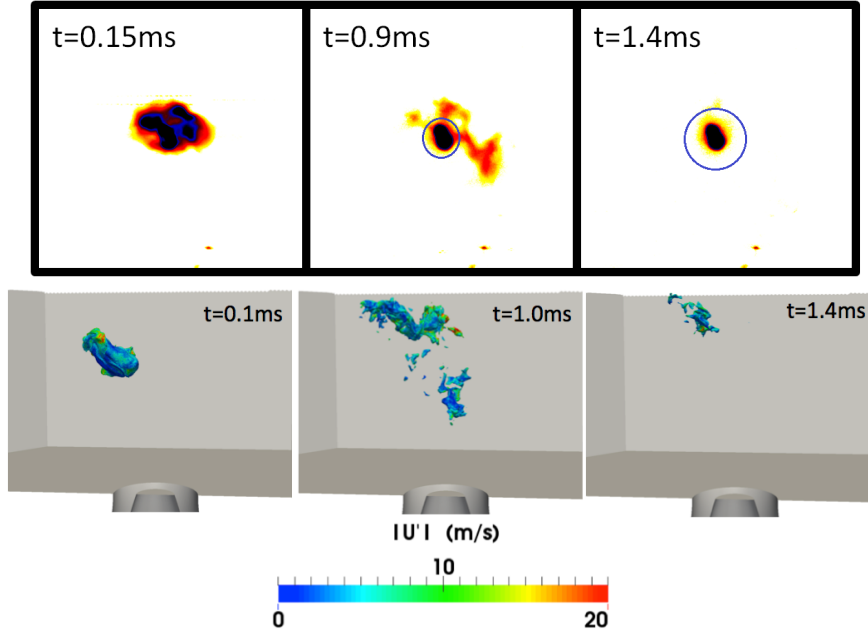 t=0.15ms
t=0.9ms
t=1.4ms
t=0.1ms
t=1.0ms
t=1.4ms
|U'| (m/s)
10
0
20